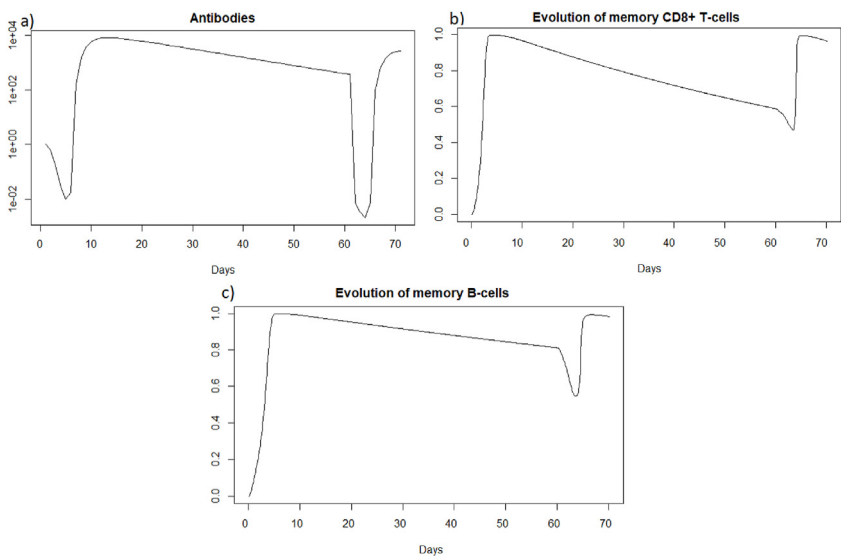 a)
Antibodies
1e+04
1e+02
1e+00
1e-02
0 10 20 30 40 50 60 70
Days
b)
Evolution of memory CD8+ T-cells
1.0
0.8
0.6
0.4
0.2
0.0
0 10 20 30 40 50 60 70
Days
c)
Evolution of memory B-cells
1.0
0.8
0.6
0.4
0.2
0.0
0 10 20 30 40 50 60 70
Days